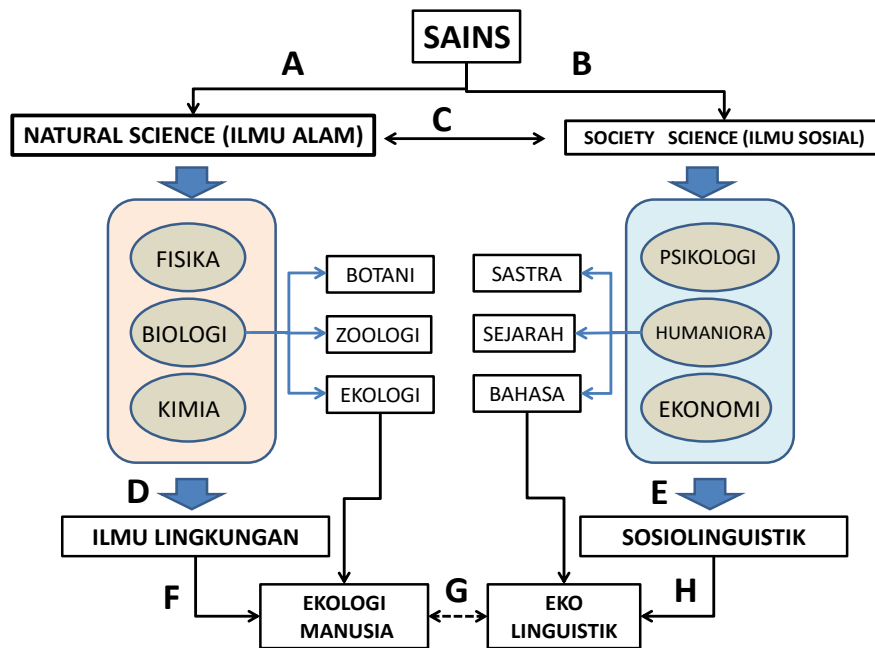 SAINS
A
B
NATURAL SCIENCE (ILMU ALAM)
C
SOCIETY SCIENCE (ILMU SOSIAL)
FISIKA
BIOLOGI
KIMIA
BOTANI
ZOOLOGI
EKOLOGI
SASTRA
SEJARAH
BAHASA
PSIKOLOGI
HUMANIORA
EKONOMI
D
E
ILMU LINGKUNGAN
SOSIOLINGUISTIK
F
EKOLOGI
MANUSIA
G
EKO
LINGUISTIK
H